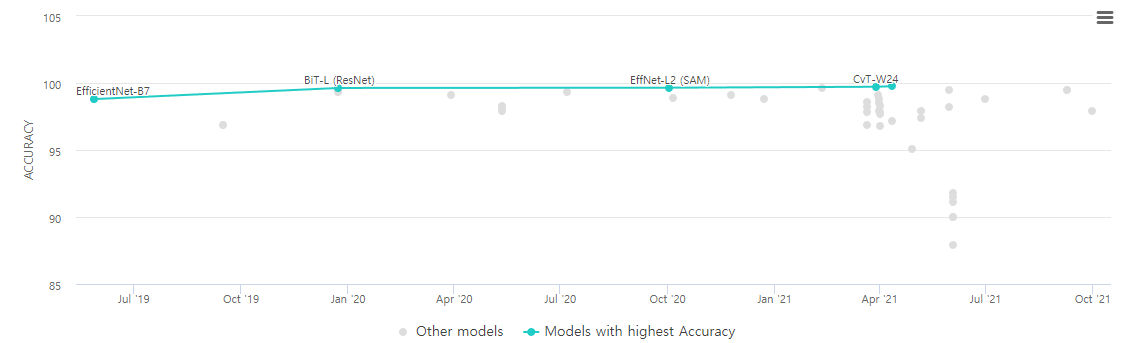 105
100
95
90
85
ACCURACY
EfficientNet-B7
BiT-L (ResNet)
EffNet-L2 (SAM)
CvT-W24
Jul '19
Oct '19
Jan '20
Apr '20
Jul '20
Oct '20
Jan '21
Apr '21
Jul '21
Oct '21
Other models
Models with highest Accuracy